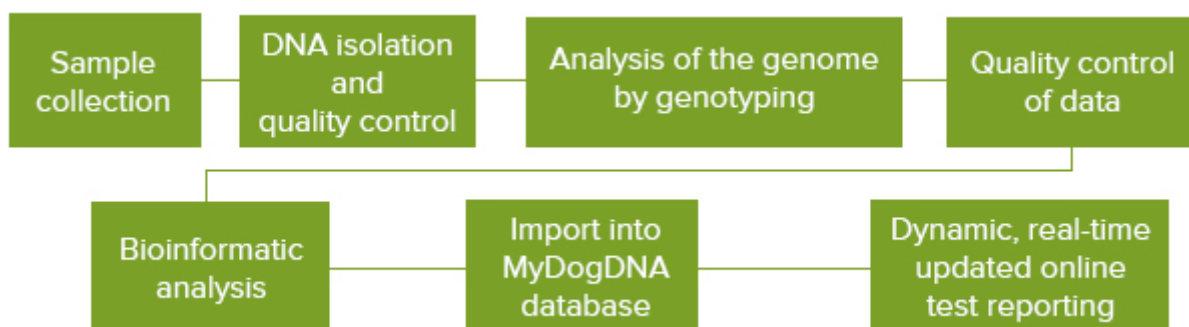 Sample
collection
DNA isolation
and
quality control
Analysis of the genome
by genotyping
Quality control
of data
Bioinformatic
analysis
Import into
MyDogDNA
database
Dynamic, real-time
updated online
test reporting